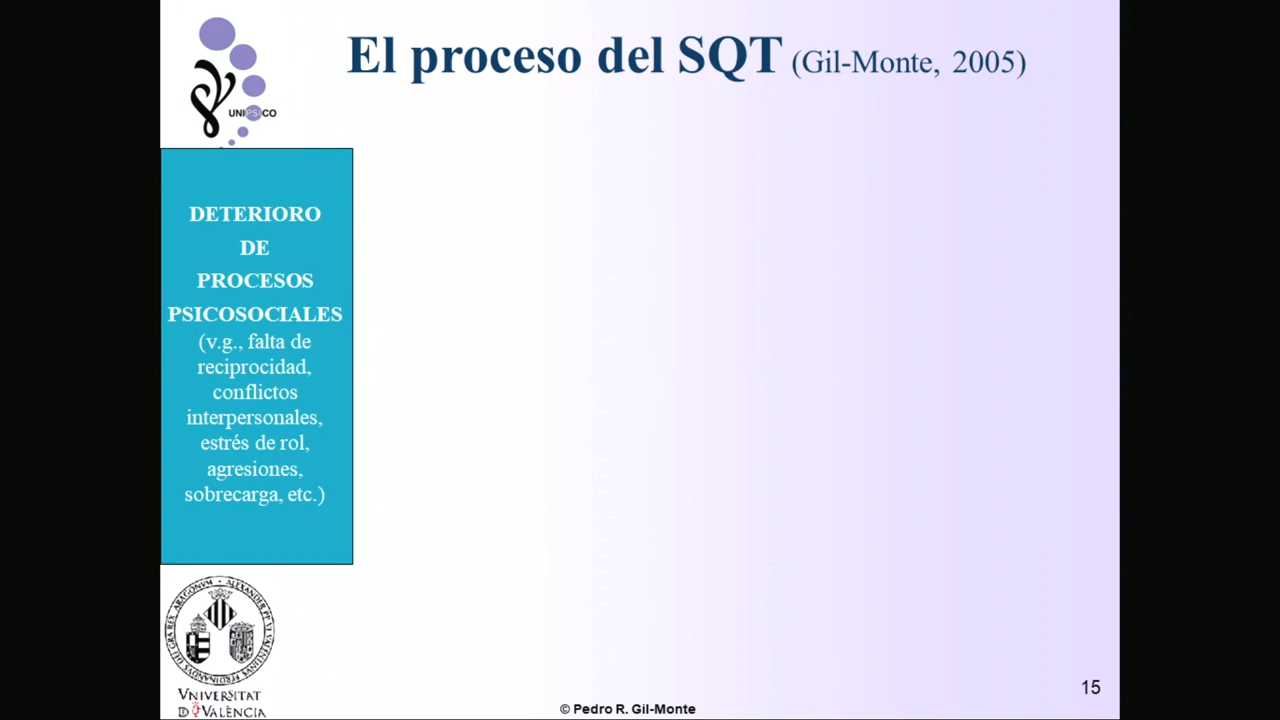 El proceso del SQT (Gil-Monte, 2005)
UNIPSICO
DETERIORO
DE
PROCESOS
PSICOSOCIALES
(v.g., falta de
reciprocidad,
conflictos
interpersonales,
estrés de rol,
agresiones,
sobrecarga, etc.)
VNIVERSITAT
D VALÈNCIA
© Pedro R. Gil-Monte
15